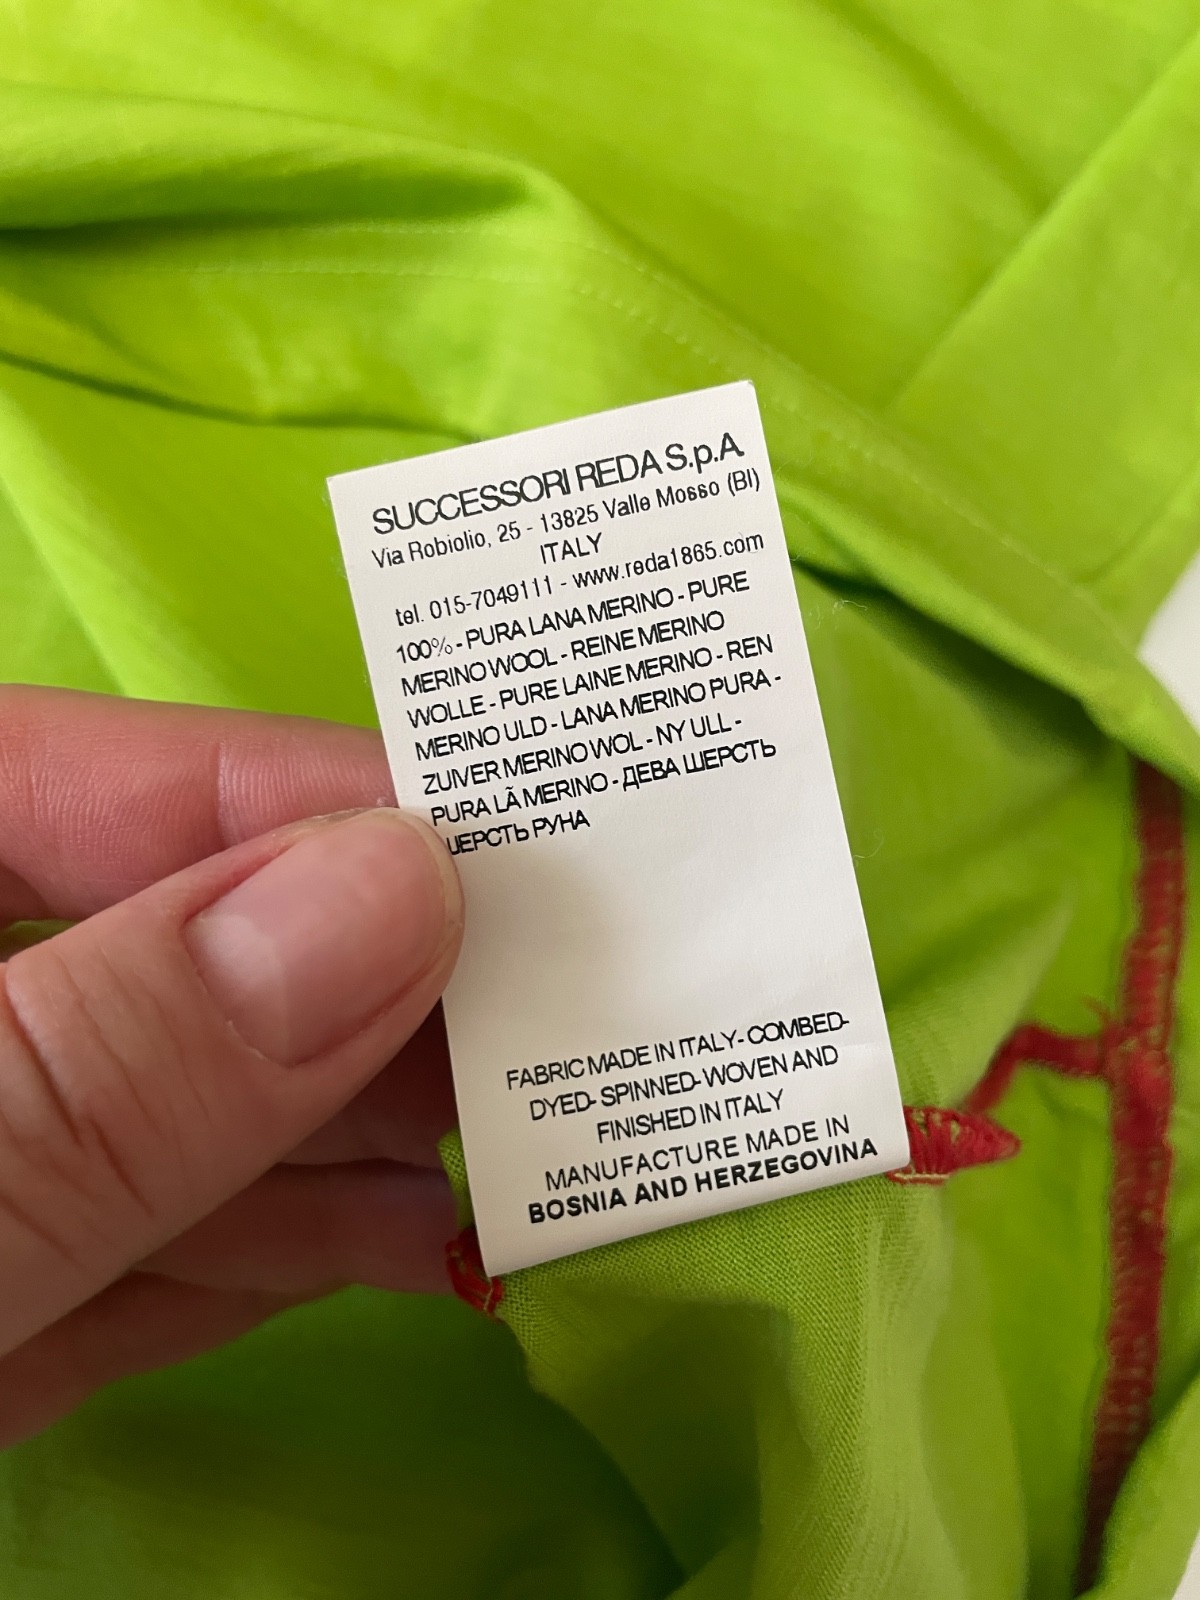 SUCCESSORI REDA S.p.A.
Via Robiolio, 25 - 13825 Valle Mosso (BI)
ITALY
tel. 015-7049111 - www.reda1865.com
100% - PURA LANA MERINO - PURE
MERINO WOOL - REINE MERINO
WOLLE - PURE LAINE MERINO - REN
MERINO ULD - LANA MERINO PURA -
ZUIVER MERINO WOL - NY ULL -
PURA LÃ MERINO - ДЕВА ШЕРСТЬ
ШЕРСТЬ РУНА
FABRIC MADE IN ITALY- COMBED-
DYED- SPINNED- WOVEN AND
FINISHED IN ITALY
MANUFACTURE MADE IN
BOSNIA AND HERZEGOVINA